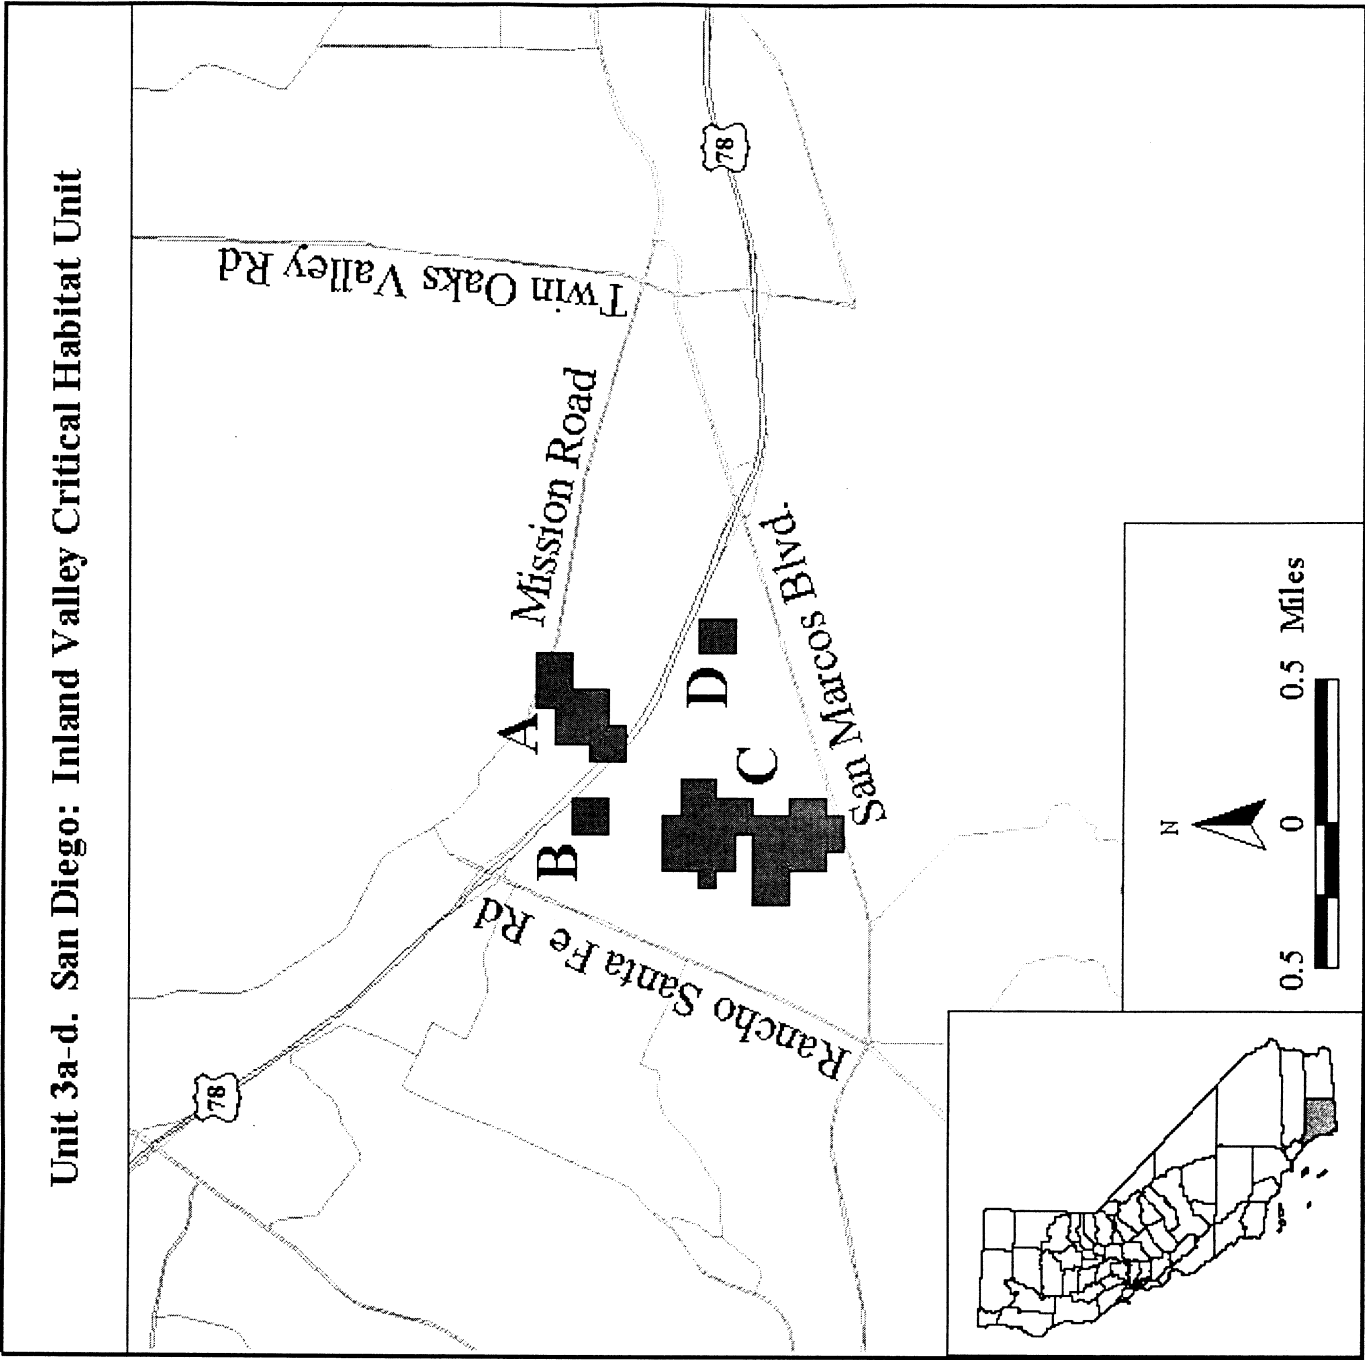 Unit 3a-d. San Diego: Inland Valley Critical Habitat Unit
78
Rancho Santa Fe Rd
B
A
C
D
Mission Road
San Marcos Blvd.
Twin Oaks Valley Rd
78
N
0.5 0 0.5 Miles